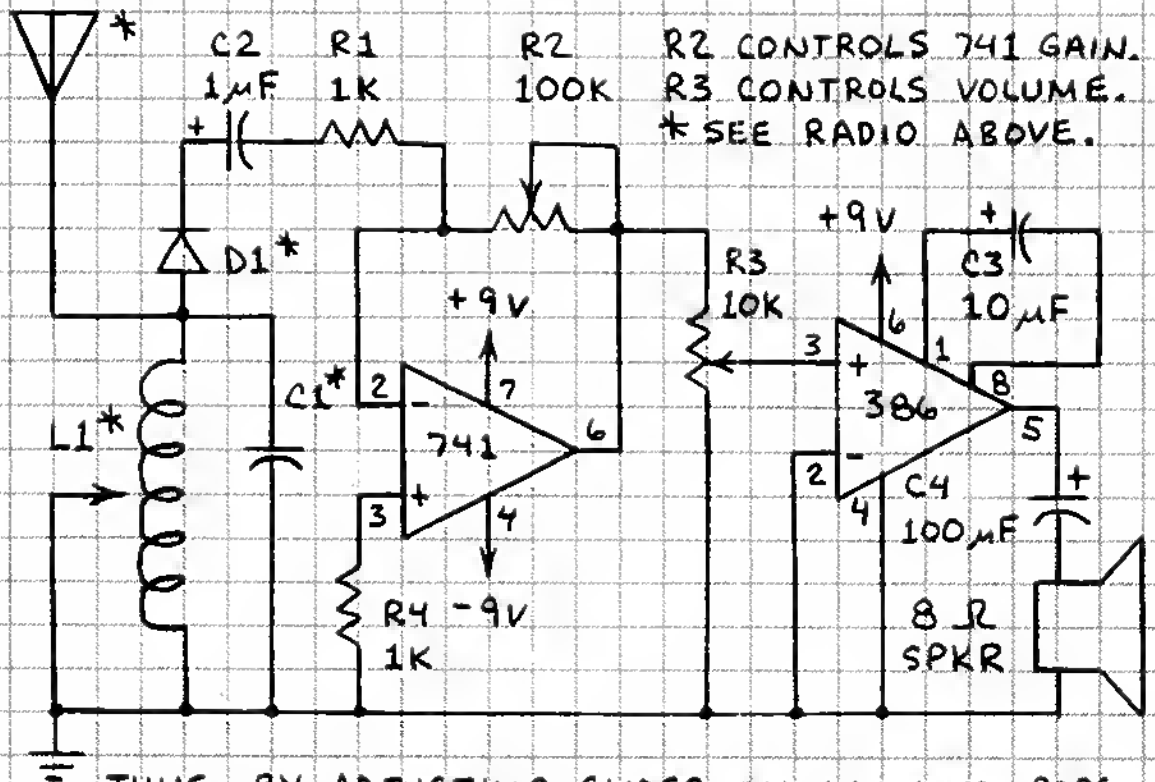 *
C2
1µF
R1
1K
R2
100K
R2 CONTROLS 741 GAIN.
R3 CONTROLS VOLUME.
* SEE RADIO ABOVE.
+
D1*
+9V
R3
10K
+9V
+
C3
10µF
L1*
C1*
2
-
7
741
6
+
3
4
R4
1K
-9V
3
+
6
1
8
386
5
2
-
4
C4
100µF
+
8 Ω
SPKR